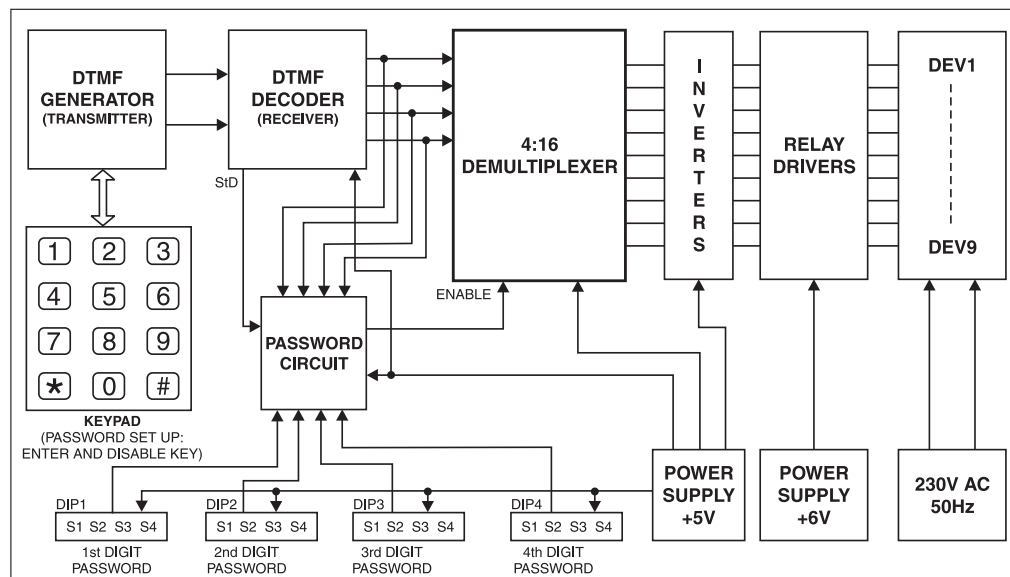 DTMF
GENERATOR
(TRANSMITTER)
DTMF
DECODER
(RECEIVER)
4:16
DEMULTIPLEXER
I
N
V
E
R
T
E
R
S
RELAY
DRIVERS
DEV1
DEV9
StD
1 2 3
4 5 6
7 8 9
* 0 #
KEYPAD
(PASSWORD SET UP:
ENTER AND DISABLE KEY)
ENABLE
PASSWORD
CIRCUIT
DIP1
S1 S2 S3 S4
1st DIGIT
PASSWORD
DIP2
S1 S2 S3 S4
2nd DIGIT
PASSWORD
DIP3
S1 S2 S3 S4
3rd DIGIT
PASSWORD
DIP4
S1 S2 S3 S4
4th DIGIT
PASSWORD
POWER
SUPPLY
+5V
POWER
SUPPLY
+6V
230V AC
50Hz